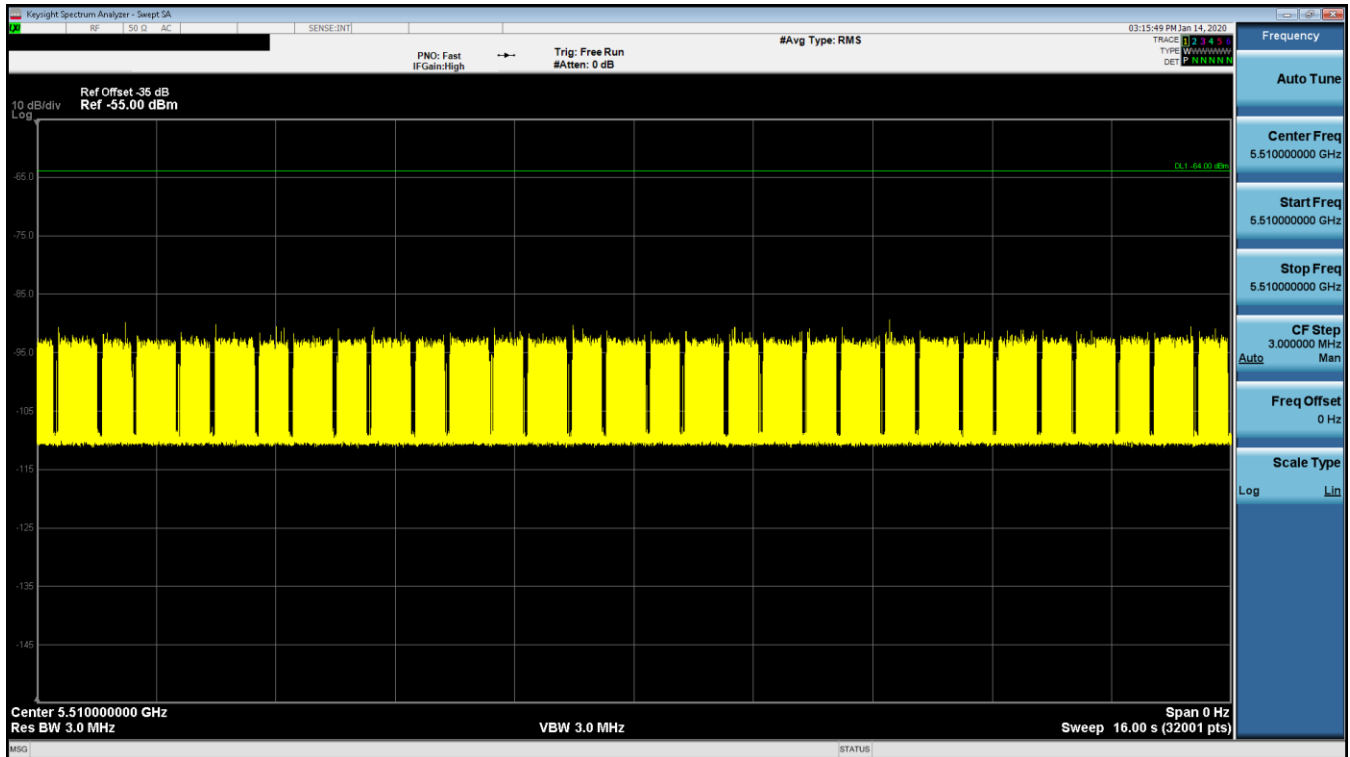 Keysight Spectrum Analyzer - Swept SA
LXI RF 50 Ω AC SENSE:INT 03:15:49 PM Jan 14, 2020
#Avg Type: RMS
TRACE 1 2 3 4 5 6
PNO: Fast Trig: Free Run TYPE WWWWWW
IFGain:High #Atten: 0 dB DET P N N N N N
Ref Offset -35 dB
10 dB/div Ref -55.00 dBm
Log
DL1 -64.00 dBm
-65.0
-75.0
-85.0
-95.0
-105
-115
-125
-135
-145
Center 5.510000000 GHz Span 0 Hz
Res BW 3.0 MHz VBW 3.0 MHz Sweep 16.00 s (32001 pts)
MSG STATUS
Frequency
Auto Tune
Center Freq
5.510000000 GHz
Start Freq
5.510000000 GHz
Stop Freq
5.510000000 GHz
CF Step
3.000000 MHz
Auto Man
Freq Offset
0 Hz
Scale Type
Log Lin